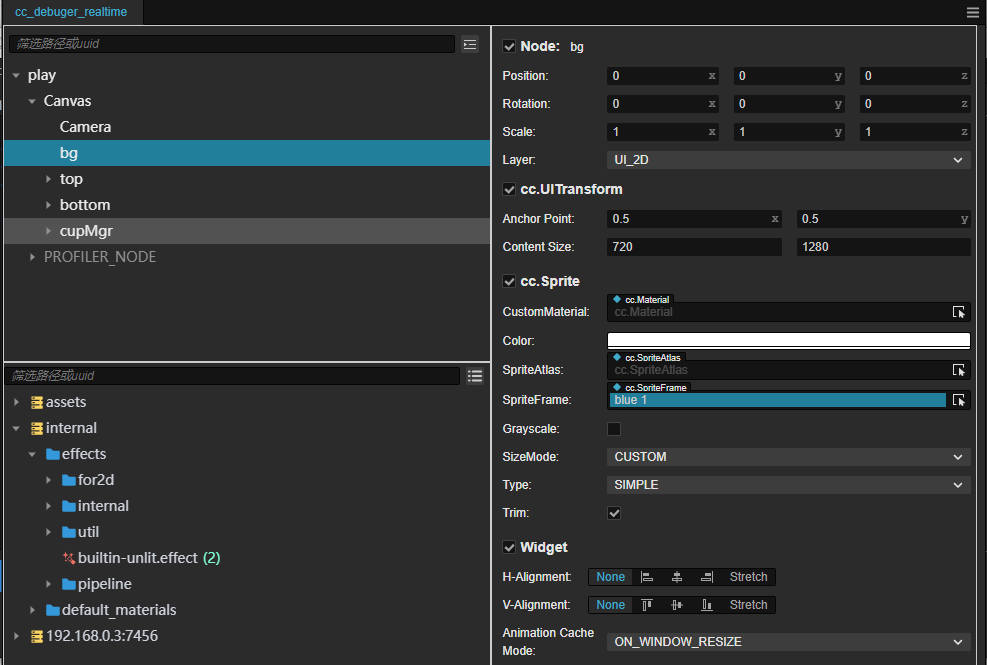 cc_debuger_realtime
筛选路径或uuid
play
Canvas
Camera
bg
top
bottom
cupMgr
PROFILER_NODE
筛选路径或uuid
assets
internal
effects
for2d
internal
util
builtin-unlit.effect (2)
pipeline
default_materials
192.168.0.3:7456
Node: bg
Position: 0 x 0 y 0 z
Rotation: 0 x 0 y 0 z
Scale: 1 x 1 y 1 z
Layer: UI_2D
cc.UITransform
Anchor Point: 0.5 x 0.5 y
Content Size: 720 1280
cc.Sprite
cc.Material
CustomMaterial: cc.Material
Color:
cc.SpriteAtlas
SpriteAtlas: cc.SpriteAtlas
cc.SpriteFrame
SpriteFrame: blue 1
Grayscale:
SizeMode: CUSTOM
Type: SIMPLE
Trim:
Widget
H-Alignment: None Stretch
V-Alignment: None Stretch
Animation Cache
Mode: ON_WINDOW_RESIZE